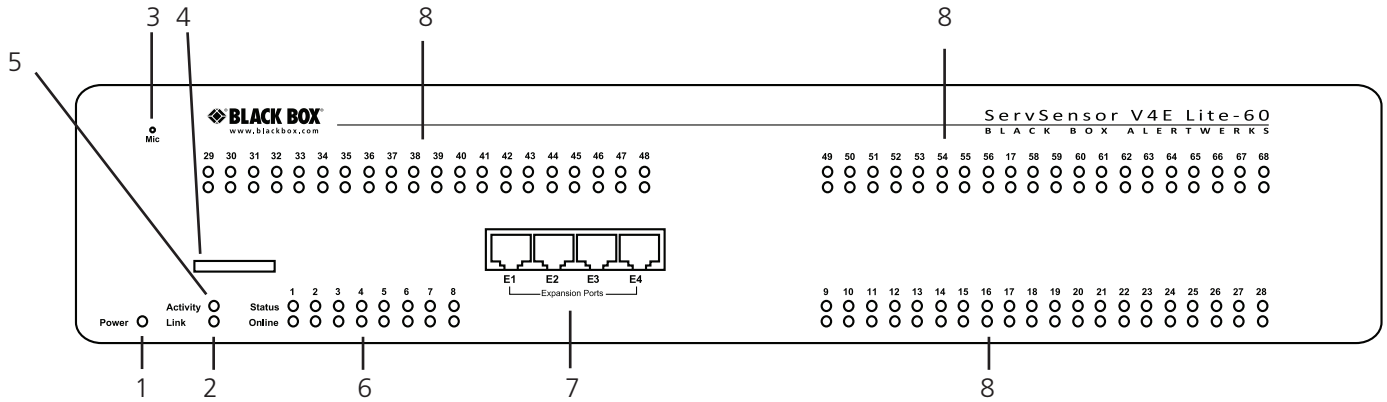 3 4 8 8
5
BLACK BOX®
www.blackbox.com
ServSensor V4E Lite-60
BLACK BOX ALERTWERKS
Mic
29 30 31 32 33 34 35 36 37 38 39 40 41 42 43 44 45 46 47 48
49 50 51 52 53 54 55 56 17 58 59 60 61 62 63 64 65 66 67 68
E1 E2 E3 E4
Expansion Ports
1 2 3 4 5 6 7 8
9 10 11 12 13 14 15 16 17 18 19 20 21 22 23 24 25 26 27 28
Activity Status
Power Link Online
1 2 6 7 8